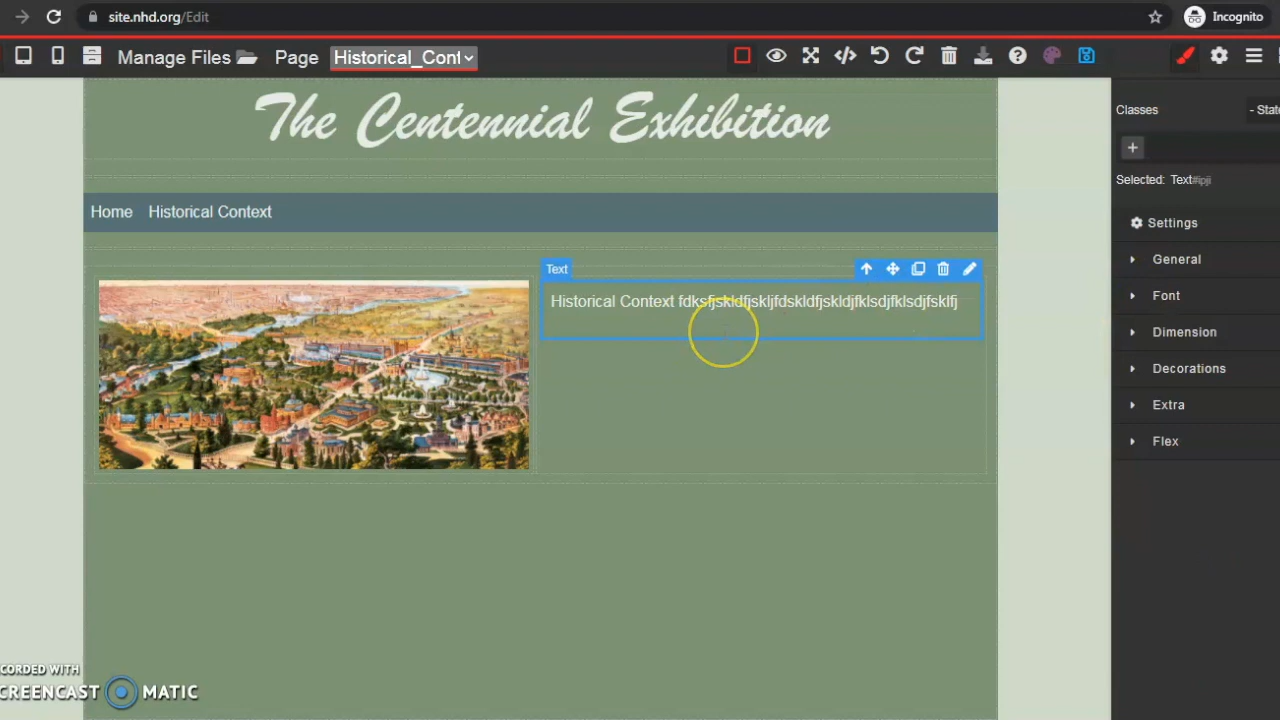 site.nhd.org/Edit
Incognito
Manage Files
Page
Historical_Cont
The Centennial Exhibition
Classes
- State
Selected: Text#ipji
Home
Historical Context
Settings
Text
General
Historical Context fdksfjskldfjskljfdskldfjskldjfklsdjfklsdjfsklfj
Font
Dimension
Decorations
Extra
Flex
CORDED WITH
CREENCAST MATIC